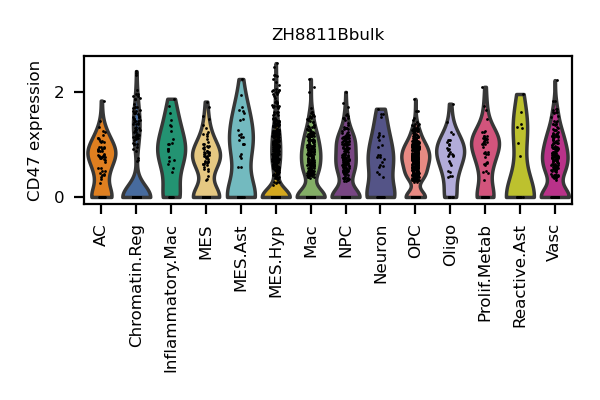 ZH8811Bbulk
CD47 expression
2
0
AC
Chromatin.Reg
Inflammatory.Mac
MES
MES.Ast
MES.Hyp
Mac
NPC
Neuron
OPC
Oligo
Prolif.Metab
Reactive.Ast
Vasc